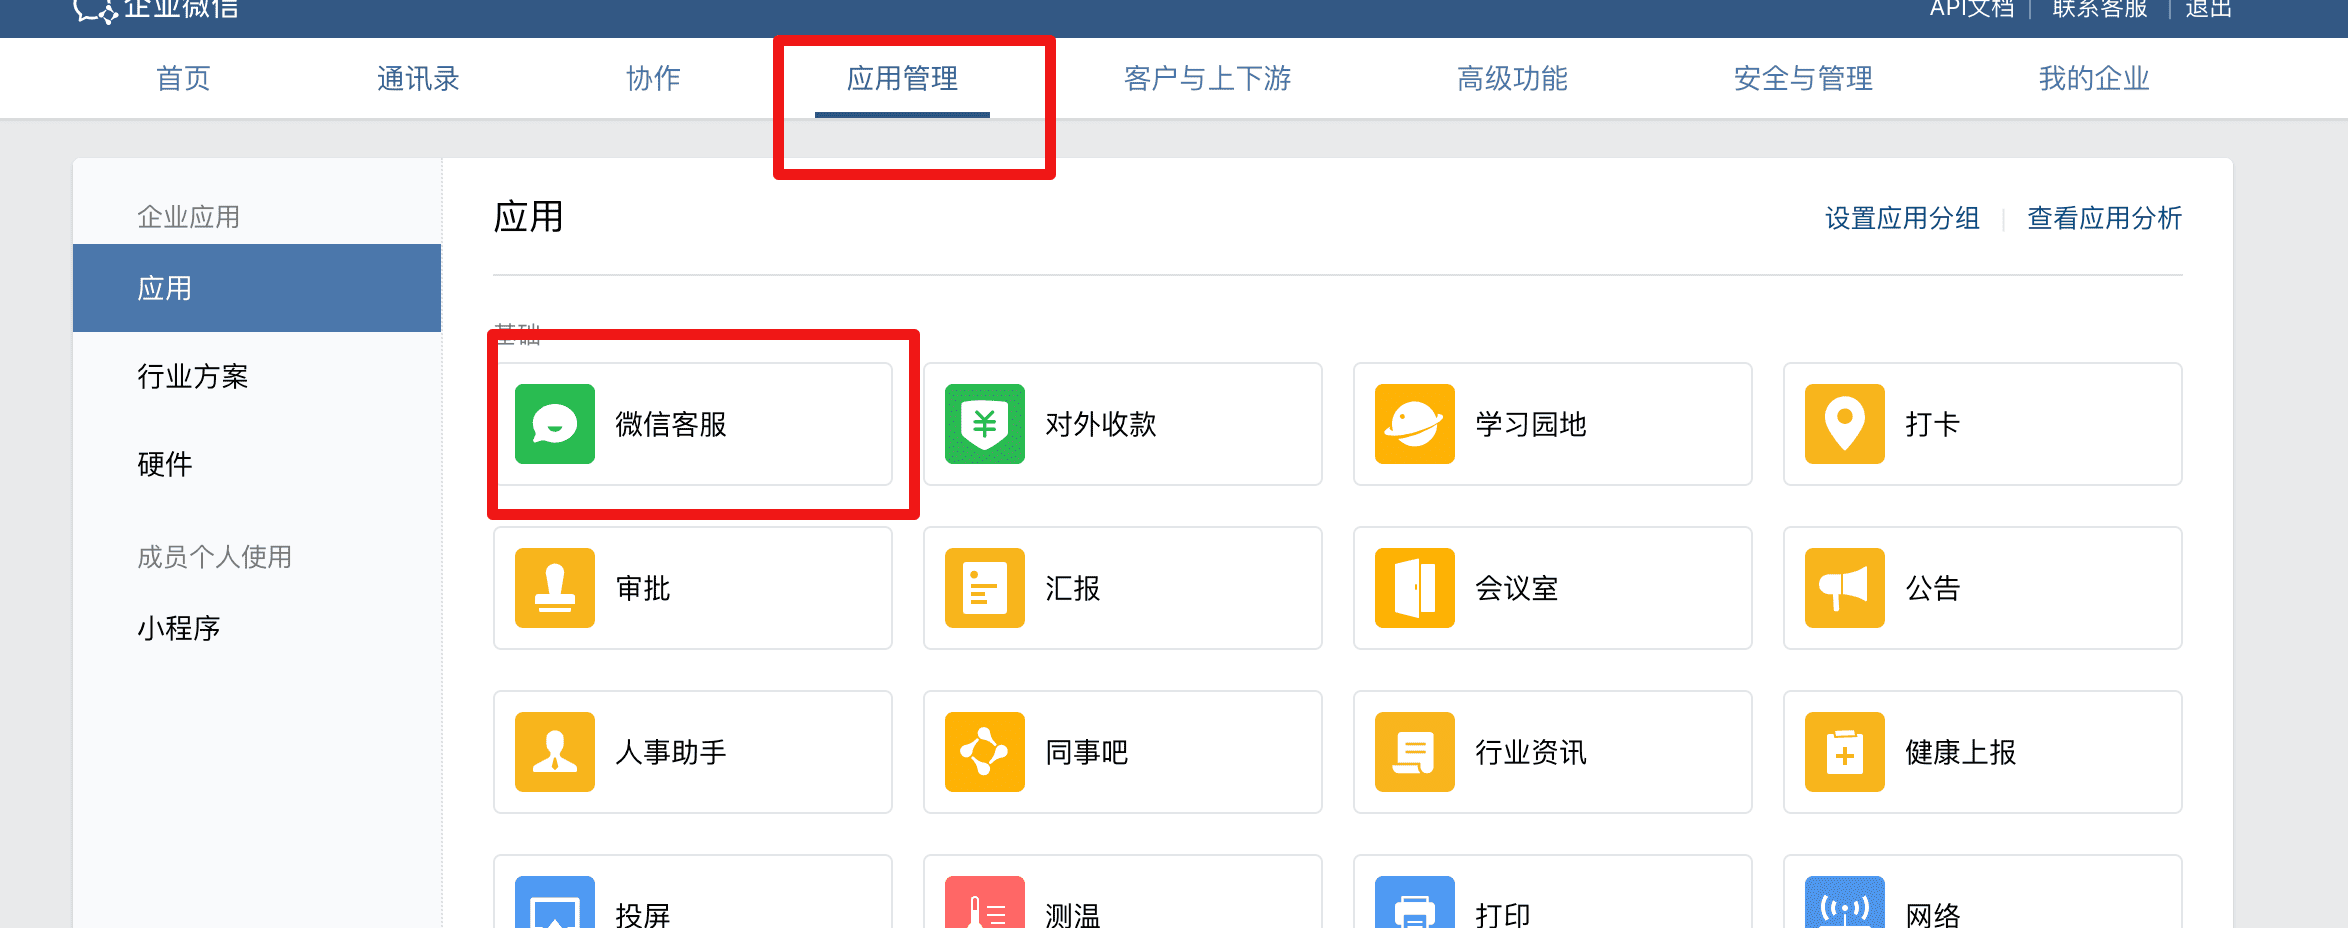 企业微信
API文档 | 联系客服 | 退出
首页 通讯录 协作 应用管理 客户与上下游 高级功能 安全与管理 我的企业
企业应用
应用
行业方案
硬件
成员个人使用
小程序
应用
设置应用分组 | 查看应用分析
基础
微信客服 对外收款 学习园地 打卡
审批 汇报 会议室 公告
人事助手 同事吧 行业资讯 健康上报
投屏 测温 打印 网络